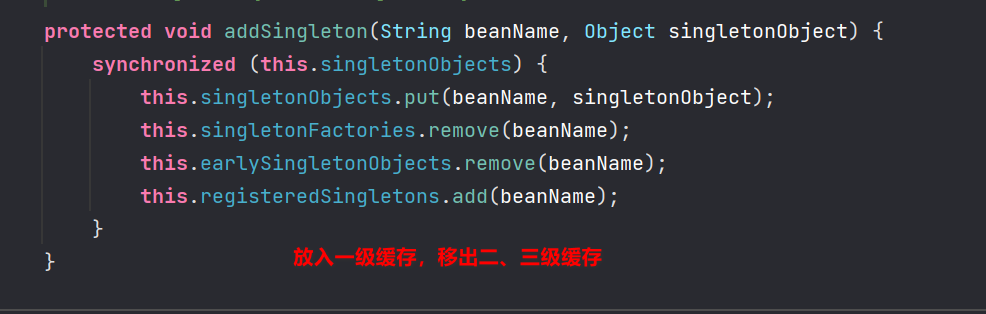 protected void addSingleton(String beanName, Object singletonObject) {
synchronized (this.singletonObjects) {
this.singletonObjects.put(beanName, singletonObject);
this.singletonFactories.remove(beanName);
this.earlySingletonObjects.remove(beanName);
this.registeredSingletons.add(beanName);
}
}
放入一级缓存，移出二、三级缓存